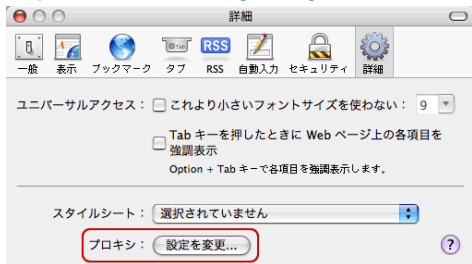 詳細
一般 表示 ブックマーク タブ RSS 自動入力 セキュリティ 詳細
ユニバーサルアクセス： これより小さいフォントサイズを使わない： 9
Tab キーを押したときに Web ページ上の各項目を
強調表示
Option + Tab キーで各項目を強調表示します。
スタイルシート： 選択されていません
プロキシ： 設定を変更... ?